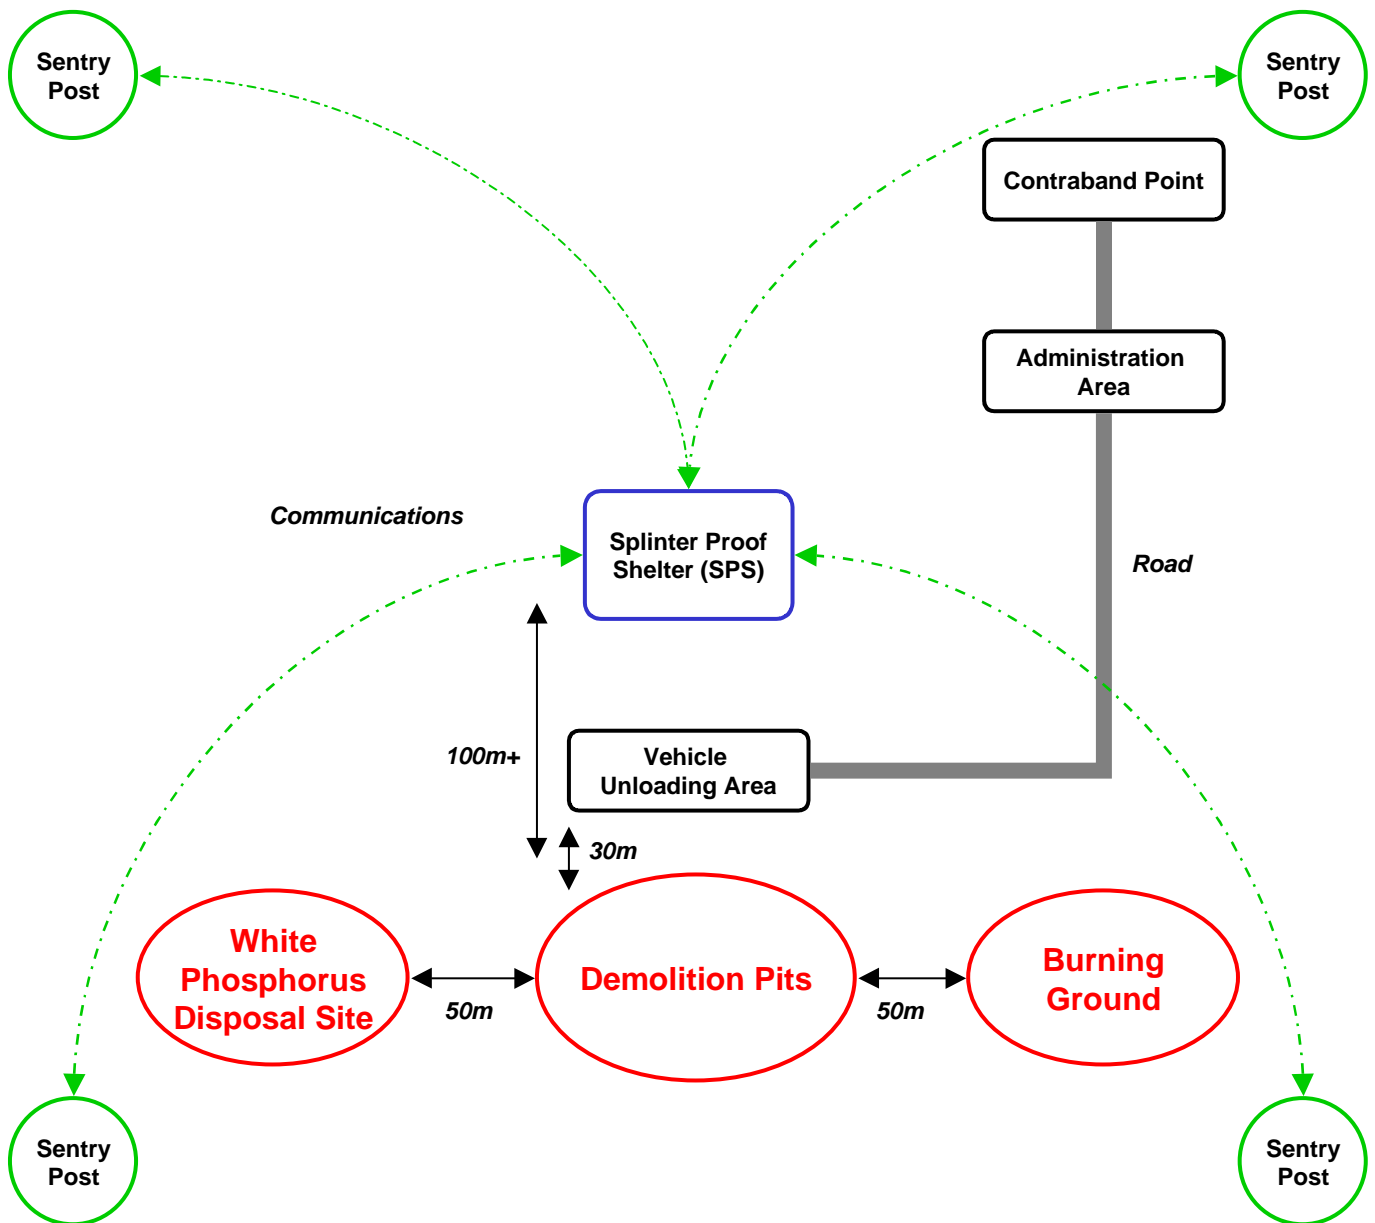 Sentry
Post
Sentry
Post
Contraband Point
Administration
Area
Communications
Splinter Proof
Shelter (SPS)
Road
100m+
Vehicle
Unloading Area
30m
White
Phosphorus
Disposal Site
50m
Demolition Pits
50m
Burning
Ground
Sentry
Post
Sentry
Post